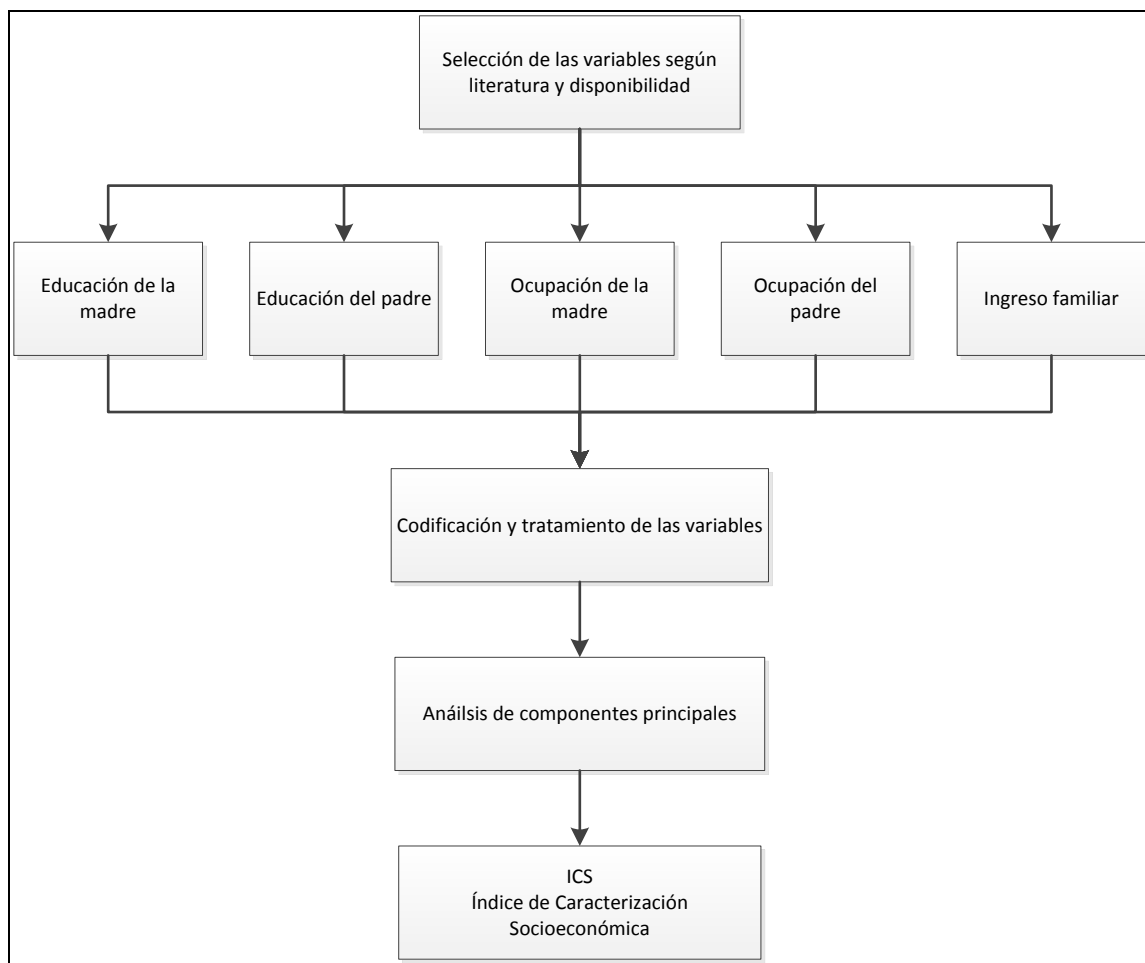 Selección de las variables según
literatura y disponibilidad
Educación de la
madre
Educación del padre
Ocupación de la
madre
Ocupación del
padre
Ingreso familiar
Codificación y tratamiento de las variables
Anáilsis de componentes principales
ICS
Índice de Caracterización
Socioeconómica